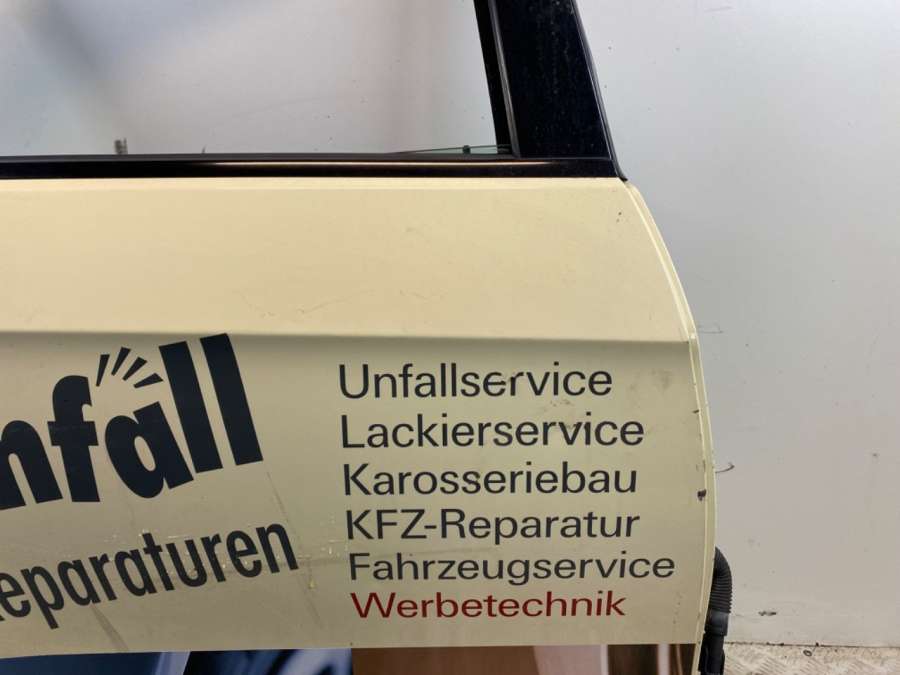 nfall
eparaturen
Unfallservice
Lackierservice
Karosseriebau
KFZ-Reparatur
Fahrzeugservice
Werbetechnik